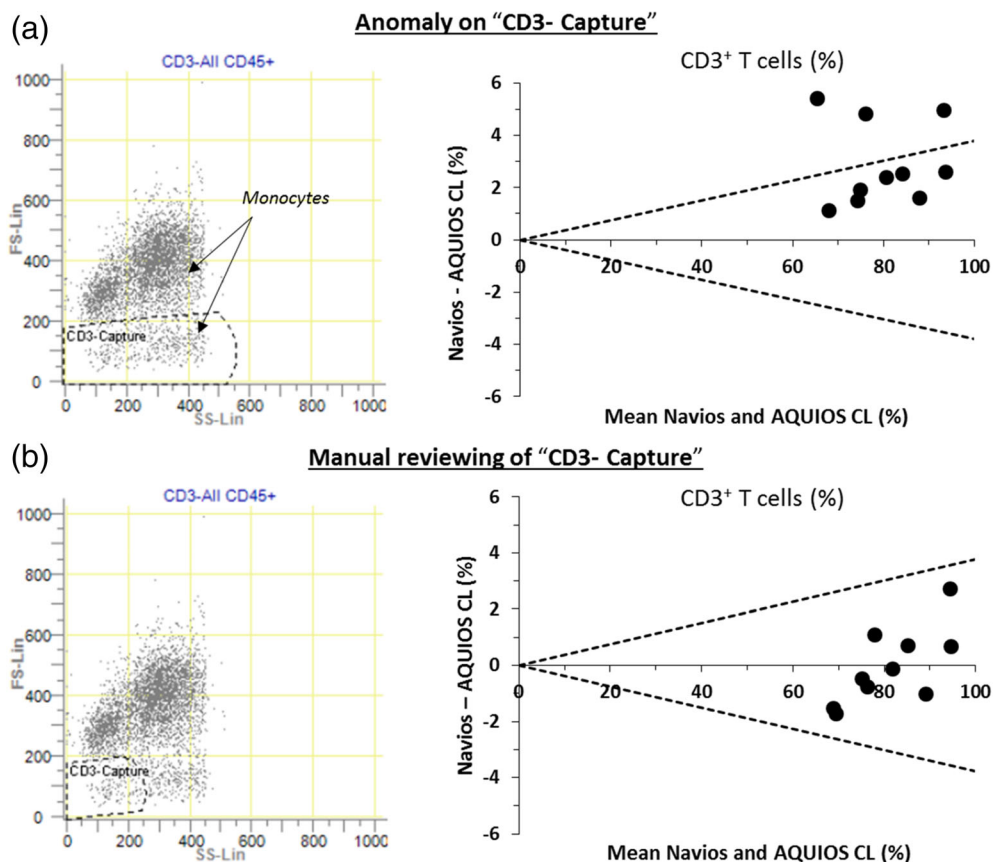 (a)
Anomaly on "CD3- Capture"
CD3-All CD45+
1000
800
600
400
200
0
FS-Lin
Monocytes
CD3-Capture
0 200 400 600 800 1000
SS-Lin
CD3+ T cells (%)
6
4
2
0
-2
-4
-6
Navios - AQUIOS CL (%)
0 20 40 60 80 100
Mean Navios and AQUIOS CL (%)
(b)
Manual reviewing of "CD3- Capture"
CD3-All CD45+
1000
800
600
400
200
0
FS-Lin
CD3-Capture
0 200 400 600 800 1000
SS-Lin
CD3+ T cells (%)
6
4
2
0
-2
-4
-6
Navios – AQUIOS CL (%)
0 20 40 60 80 100
Mean Navios and AQUIOS CL (%)